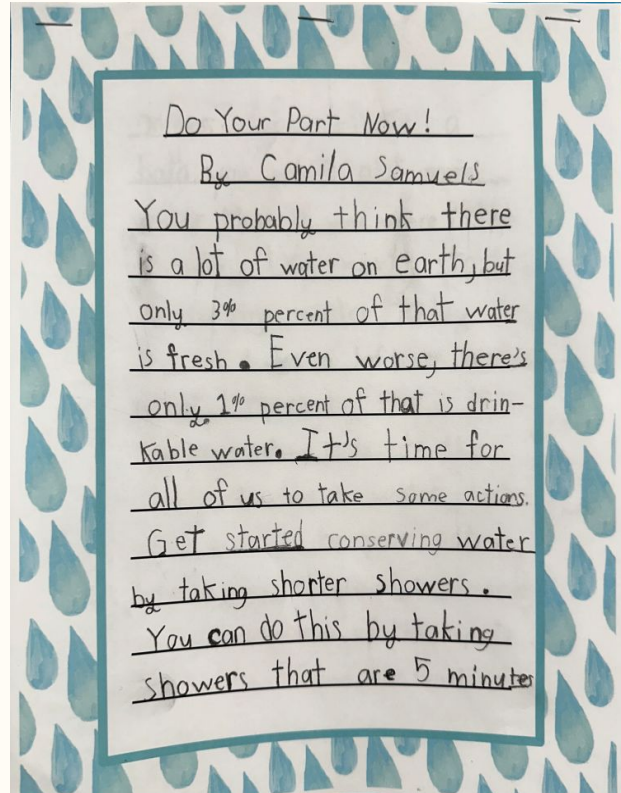 Do Your Part Now!
By Camila Samuels
You probably think there
is a lot of water on earth, but
only 3% percent of that water
is fresh. Even worse, there's
only 1% percent of that is drin-
kable water. It's time for
all of us to take some actions.
Get started conserving water
by taking shorter showers.
You can do this by taking
showers that are 5 minutes